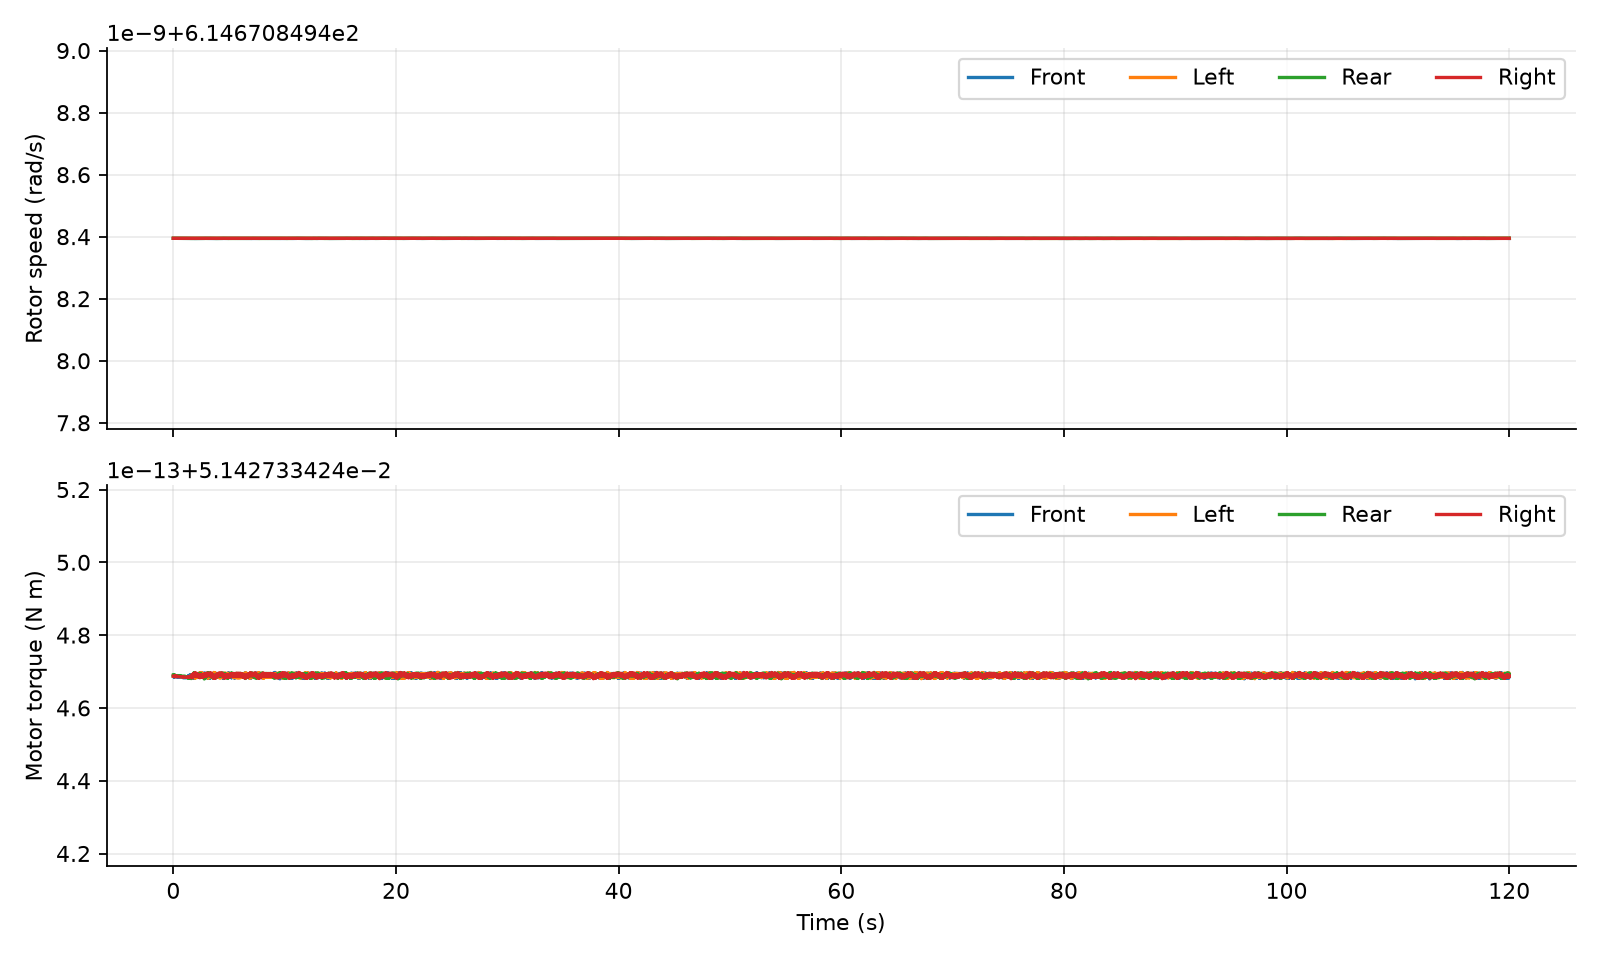 1e−9+6.146708494e2
9.0
8.8
8.6
8.4
8.2
8.0
7.8
Rotor speed (rad/s)
Front Left Rear Right
1e−13+5.142733424e−2
5.2
5.0
4.8
4.6
4.4
4.2
Motor torque (N m)
Front Left Rear Right
0 20 40 60 80 100 120
Time (s)